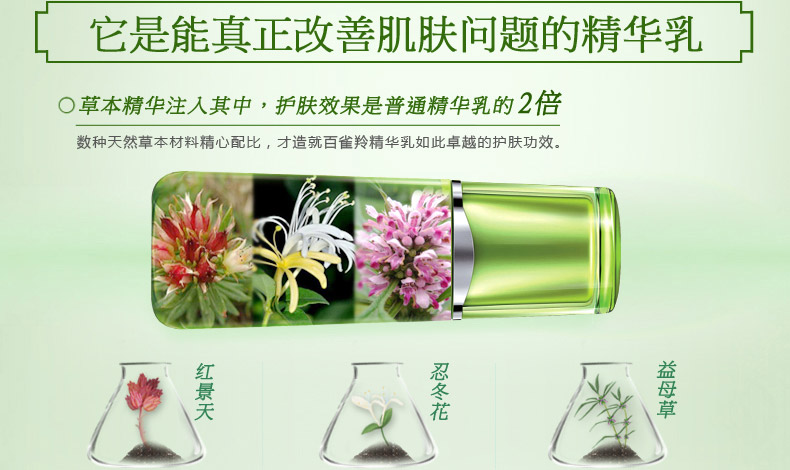 它是能真正改善肌肤问题的精华乳
草本精华注入其中，护肤效果是普通精华乳的 2倍
数种天然草本材料精心配比，才造就百雀羚精华乳如此卓越的护肤功效。
红景天
忍冬花
益母草